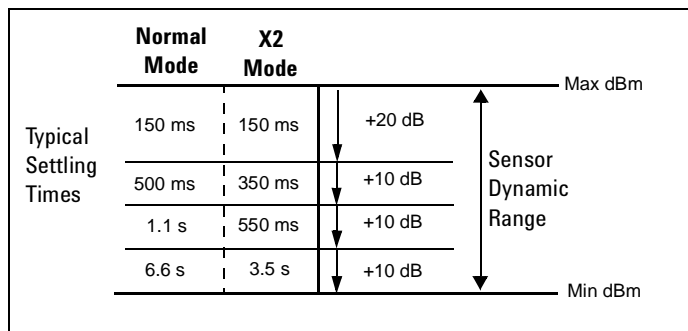 Normal Mode
X2 Mode
Max dBm
Typical Settling Times
150 ms
150 ms
+20 dB
500 ms
350 ms
+10 dB
Sensor Dynamic Range
1.1 s
550 ms
+10 dB
6.6 s
3.5 s
+10 dB
Min dBm